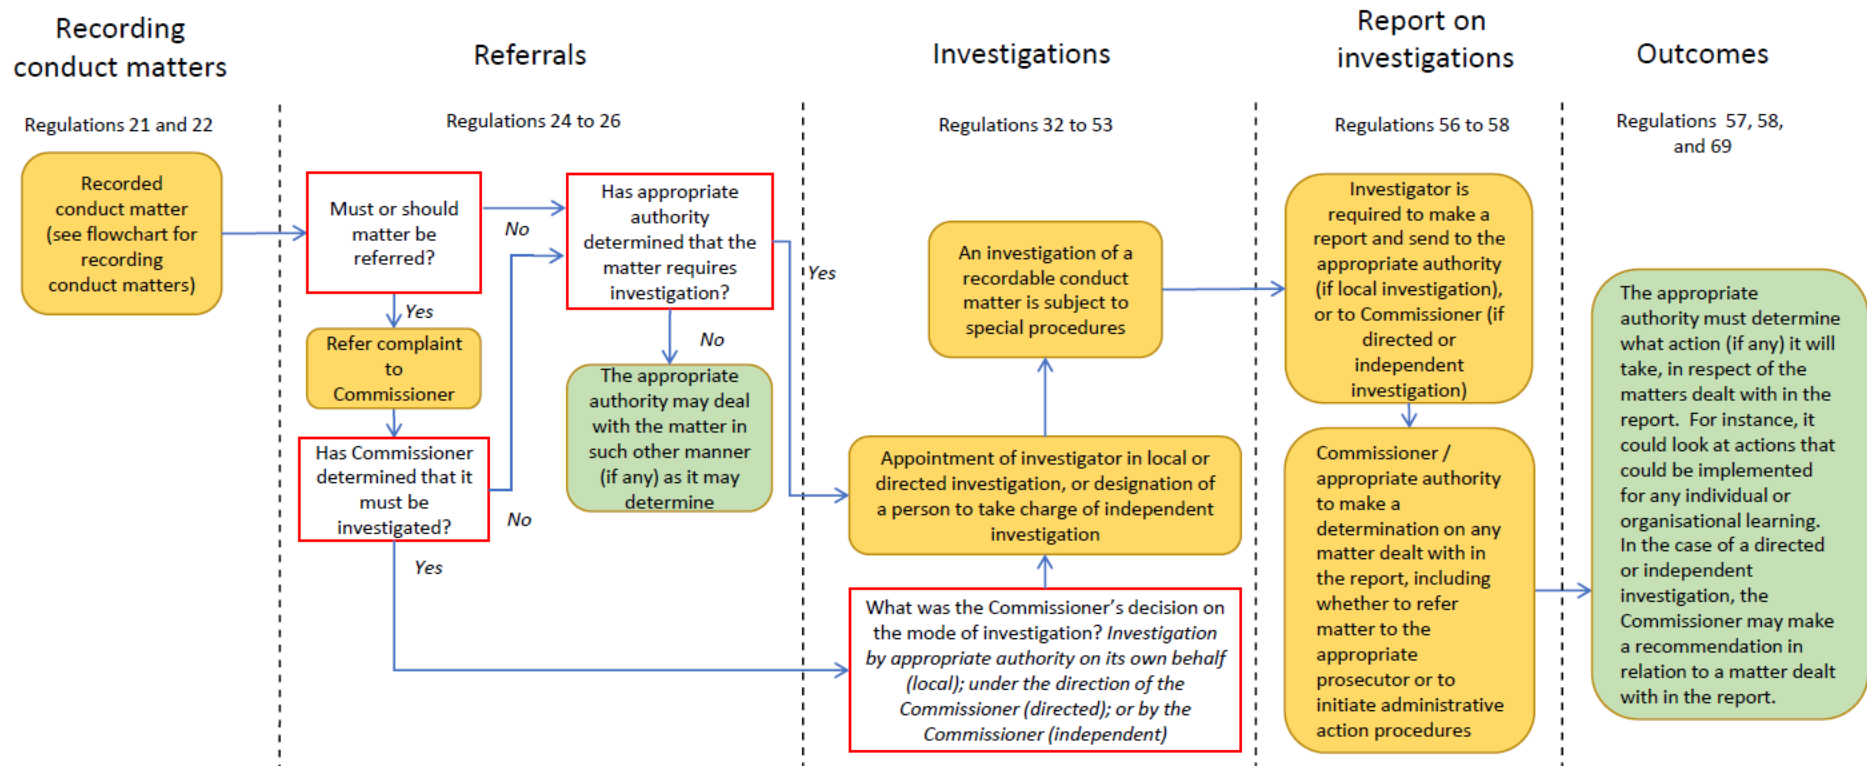 Recording
conduct matters
Regulations 21 and 22
Recorded
conduct matter
(see flowchart for
recording
conduct matters)
Referrals
Regulations 24 to 26
Must or should
matter be
referred?
No
Yes
Refer complaint
to
Commissioner
Has Commissioner
determined that it
must be
investigated?
No
Yes
Has appropriate
authority
determined that the
matter requires
investigation?
Yes
No
The appropriate
authority may deal
with the matter in
such other manner
(if any) as it may
determine
Investigations
Regulations 32 to 53
An investigation of a
recordable conduct
matter is subject to
special procedures
Appointment of investigator in local or
directed investigation, or designation of
a person to take charge of independent
investigation
What was the Commissioner’s decision on
the mode of investigation? Investigation
by appropriate authority on its own behalf
(local); under the direction of the
Commissioner (directed); or by the
Commissioner (independent)
Report on
investigations
Regulations 56 to 58
Investigator is
required to make a
report and send to the
appropriate authority
(if local investigation),
or to Commissioner (if
directed or
independent
investigation)
Commissioner /
appropriate authority
to make a
determination on any
matter dealt with in
the report, including
whether to refer
matter to the
appropriate
prosecutor or to
initiate administrative
action procedures
Outcomes
Regulations 57, 58,
and 69
The appropriate
authority must determine
what action (if any) it will
take, in respect of the
matters dealt with in the
report. For instance, it
could look at actions that
could be implemented
for any individual or
organisational learning.
In the case of a directed
or independent
investigation, the
Commissioner may make
a recommendation in
relation to a matter dealt
with in the report.